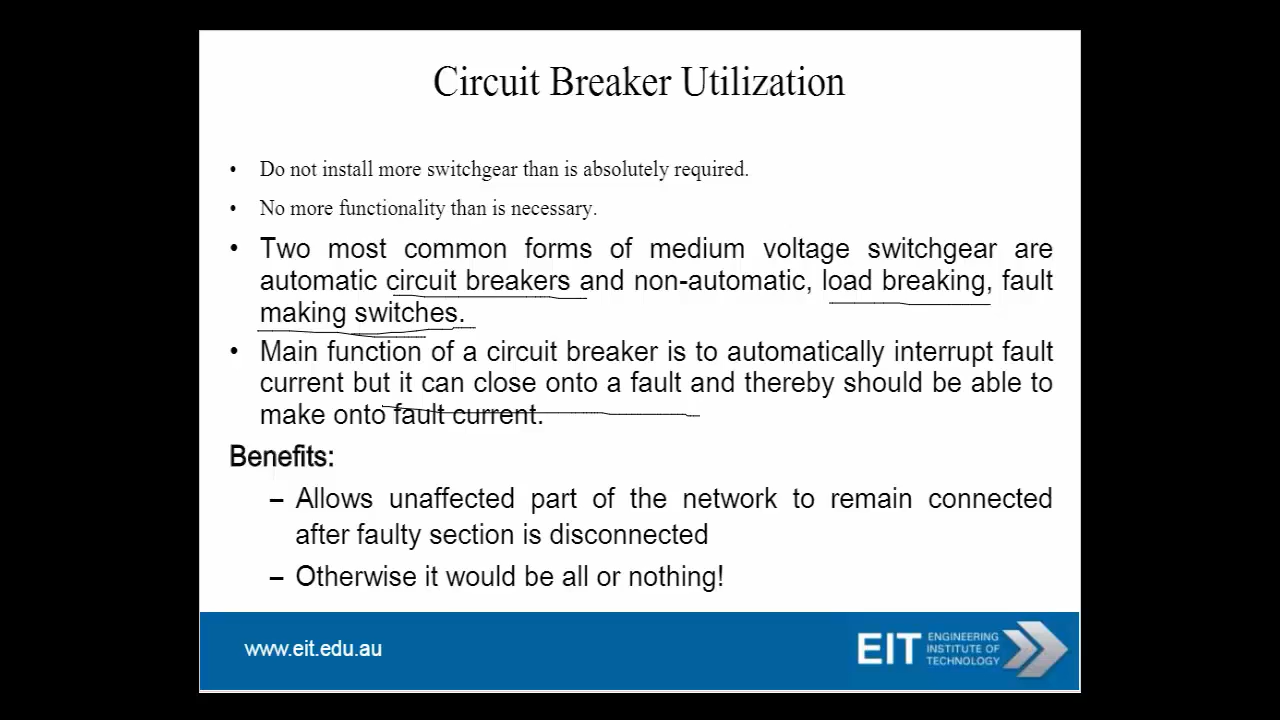 Circuit Breaker Utilization
• Do not install more switchgear than is absolutely required.
• No more functionality than is necessary.
• Two most common forms of medium voltage switchgear are
automatic circuit breakers and non-automatic, load breaking, fault
making switches.
• Main function of a circuit breaker is to automatically interrupt fault
current but it can close onto a fault and thereby should be able to
make onto fault current.
Benefits:
– Allows unaffected part of the network to remain connected
after faulty section is disconnected
– Otherwise it would be all or nothing!
www.eit.edu.au
EIT
ENGINEERING
INSTITUTE OF
TECHNOLOGY